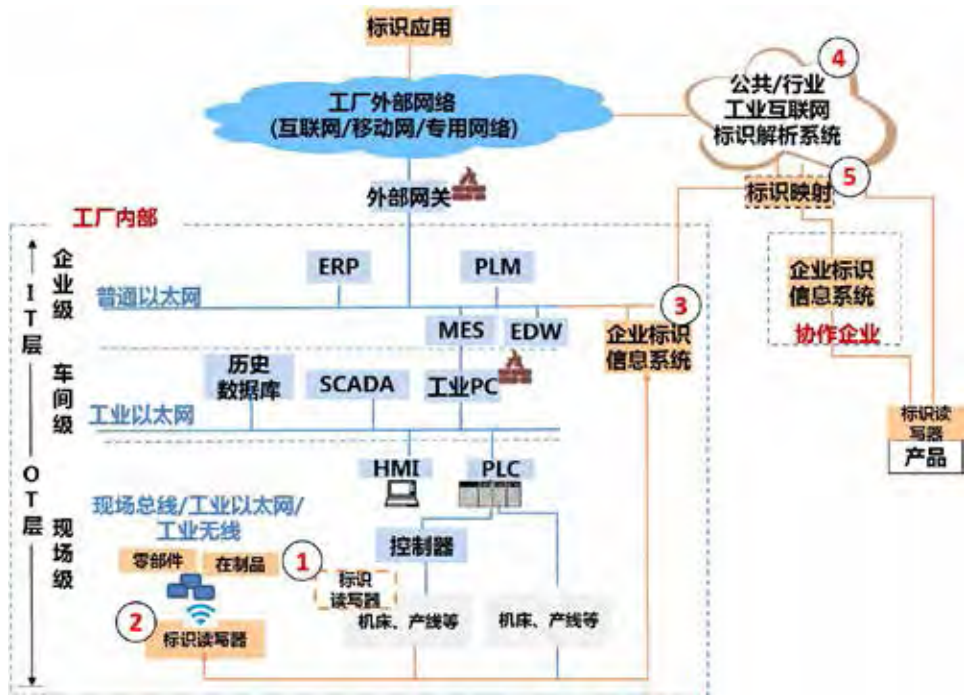 标识应用
工厂外部网络
(互联网/移动网/专用网络)
4
公共/行业
工业互联网
标识解析系统
外部网关
标识映射
5
工厂内部
企业级
IT层
ERP
PLM
普通以太网
MES
EDW
3
企业标识
信息系统
企业标识
信息系统
协作企业
车间级
历史
数据库
SCADA
工业PC
工业以太网
标识读
写器
产品
OT层
HMI
PLC
现场级
现场总线/工业以太网/
工业无线
控制器
零部件
在制品
1
标识
读写器
2
标识读写器
机床、产线等
机床、产线等